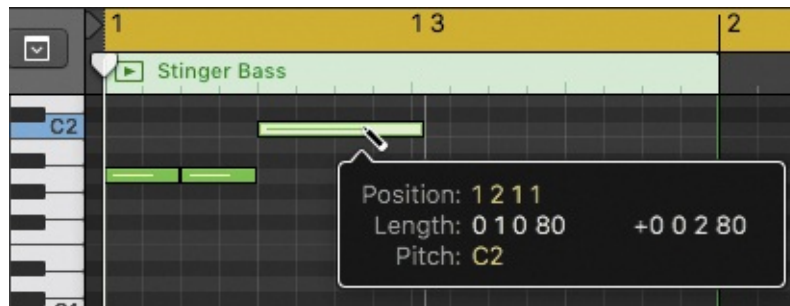 1 1 3 2
Stinger Bass
C2
Position: 1 2 1 1
Length: 0 1 0 80 +0 0 2 80
Pitch: C2